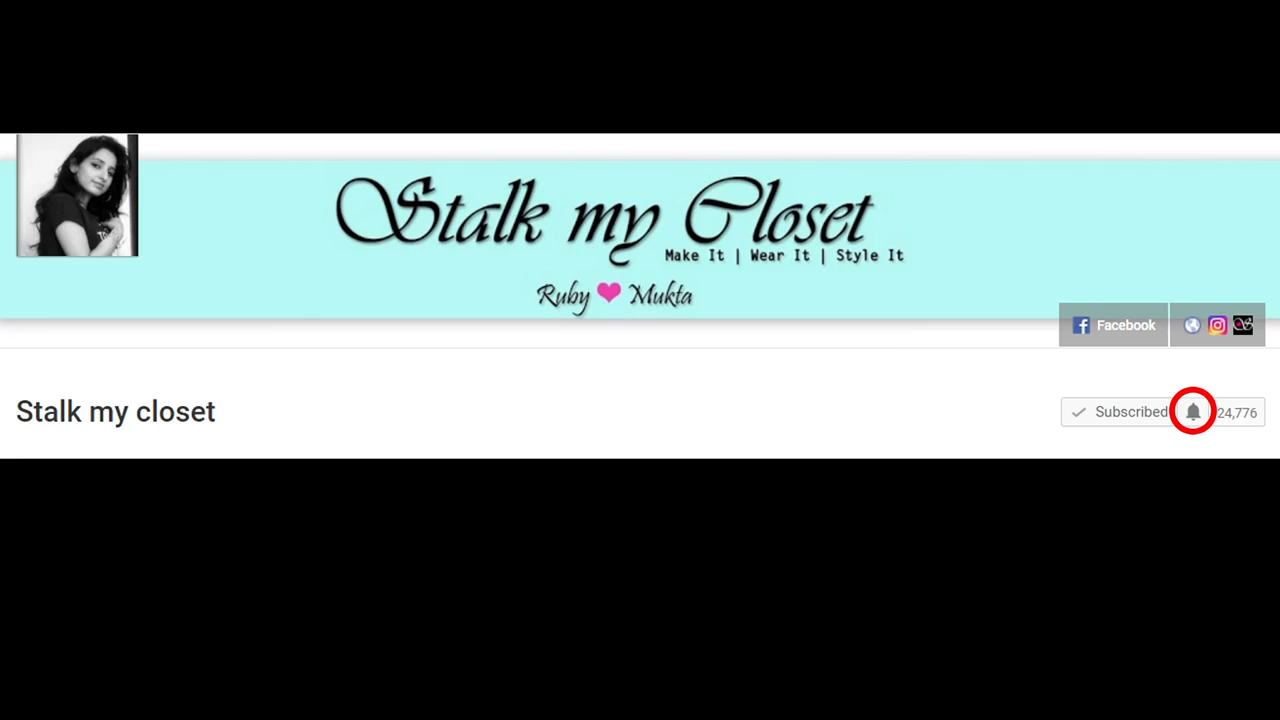 Stalk my Closet
Make It | Wear It | Style It
Ruby ❤ Mukta
Facebook
Stalk my closet
Subscribed 24,776